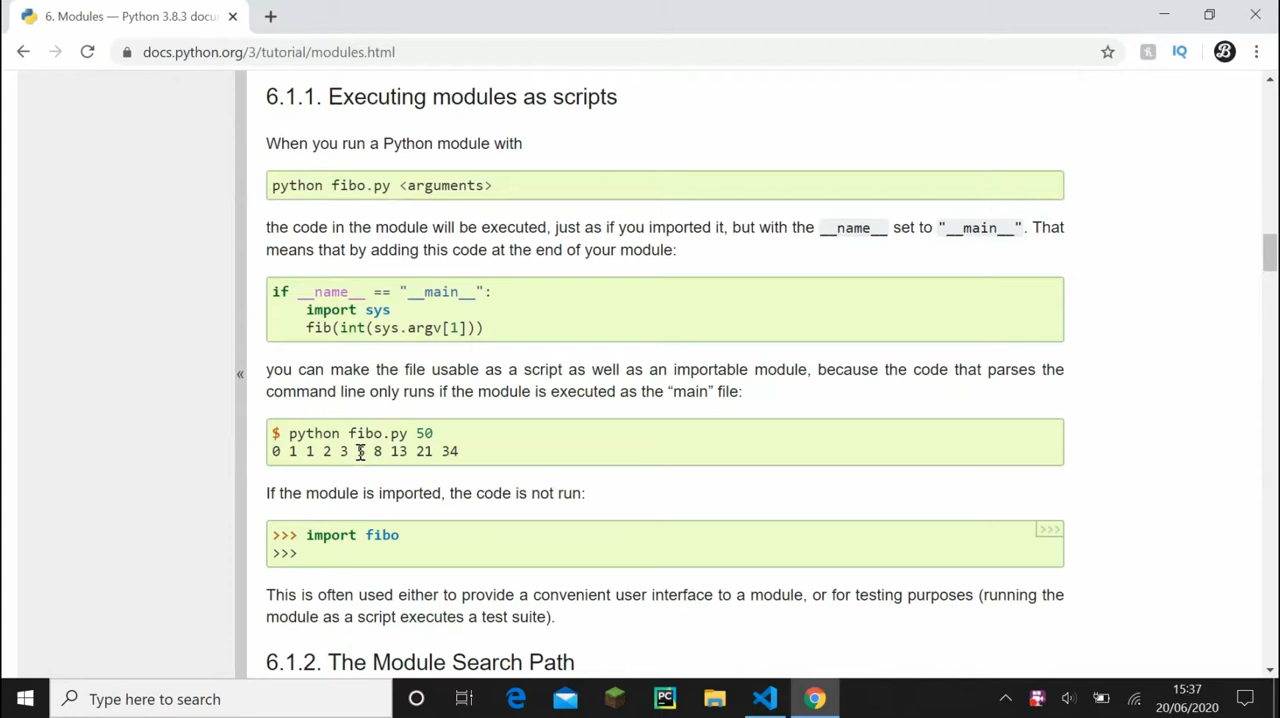 6. Modules — Python 3.8.3 docu
docs.python.org/3/tutorial/modules.html
6.1.1. Executing modules as scripts
When you run a Python module with
python fibo.py <arguments>
the code in the module will be executed, just as if you imported it, but with the __name__ set to "__main__". That
means that by adding this code at the end of your module:
if __name__ == "__main__":
    import sys
    fib(int(sys.argv[1]))
you can make the file usable as a script as well as an importable module, because the code that parses the
command line only runs if the module is executed as the “main” file:
$ python fibo.py 50
0 1 1 2 3 5 8 13 21 34
If the module is imported, the code is not run:
>>>
>>> import fibo
>>>
This is often used either to provide a convenient user interface to a module, or for testing purposes (running the
module as a script executes a test suite).
6.1.2. The Module Search Path
Type here to search
PC
15:37
20/06/2020